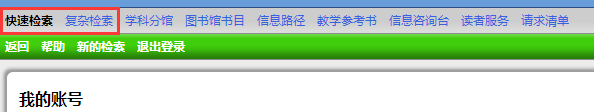 快速检索 复杂检索 学科分馆 图书馆书目 信息路径 教学参考书 信息咨询台 读者服务 请求清单
返回 帮助 新的检索 退出登录
我的账号